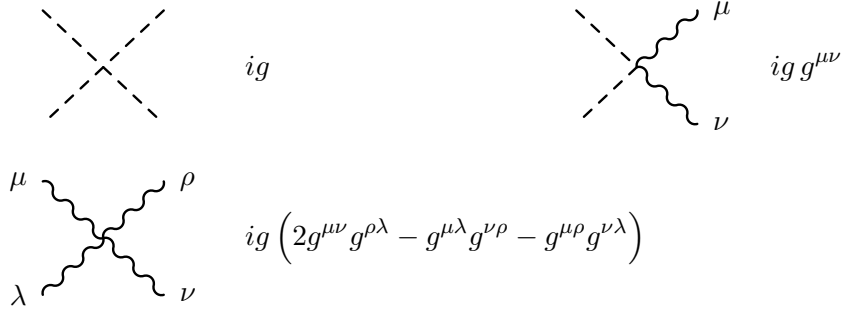 ig
μ
ν
ig g^{μν}
μ
ρ
λ
ν
ig (2g^{μν}g^{ρλ} − g^{μλ}g^{νρ} − g^{μρ}g^{νλ})